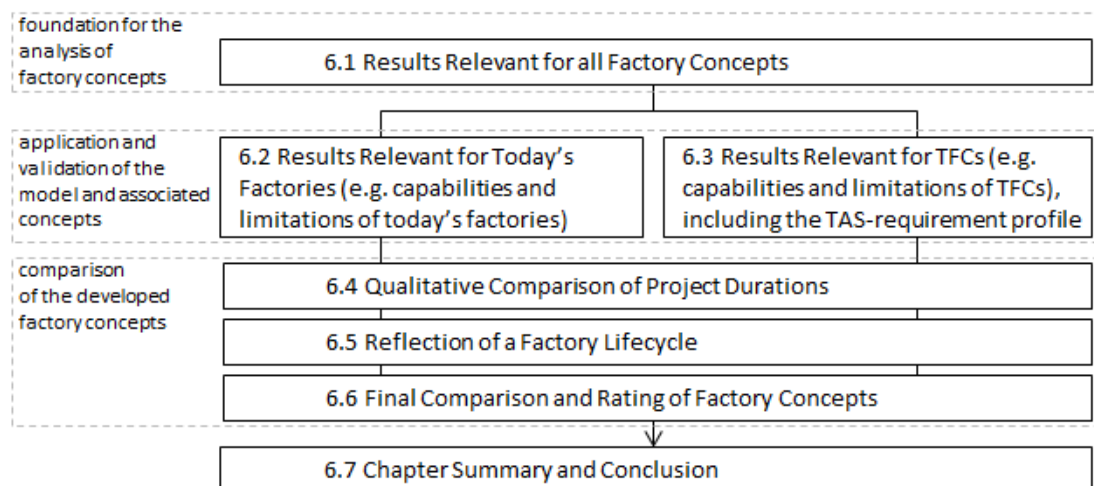 foundation for the
analysis of
factory concepts
6.1 Results Relevant for all Factory Concepts
application and
validation of the
model and associated
concepts
6.2 Results Relevant for Today's
Factories (e.g. capabilities and
limitations of today's factories)
6.3 Results Relevant for TFCs (e.g.
capabilities and limitations of TFCs),
including the TAS-requirement profile
comparison
of the developed
factory concepts
6.4 Qualitative Comparison of Project Durations
6.5 Reflection of a Factory Lifecycle
6.6 Final Comparison and Rating of Factory Concepts
6.7 Chapter Summary and Conclusion